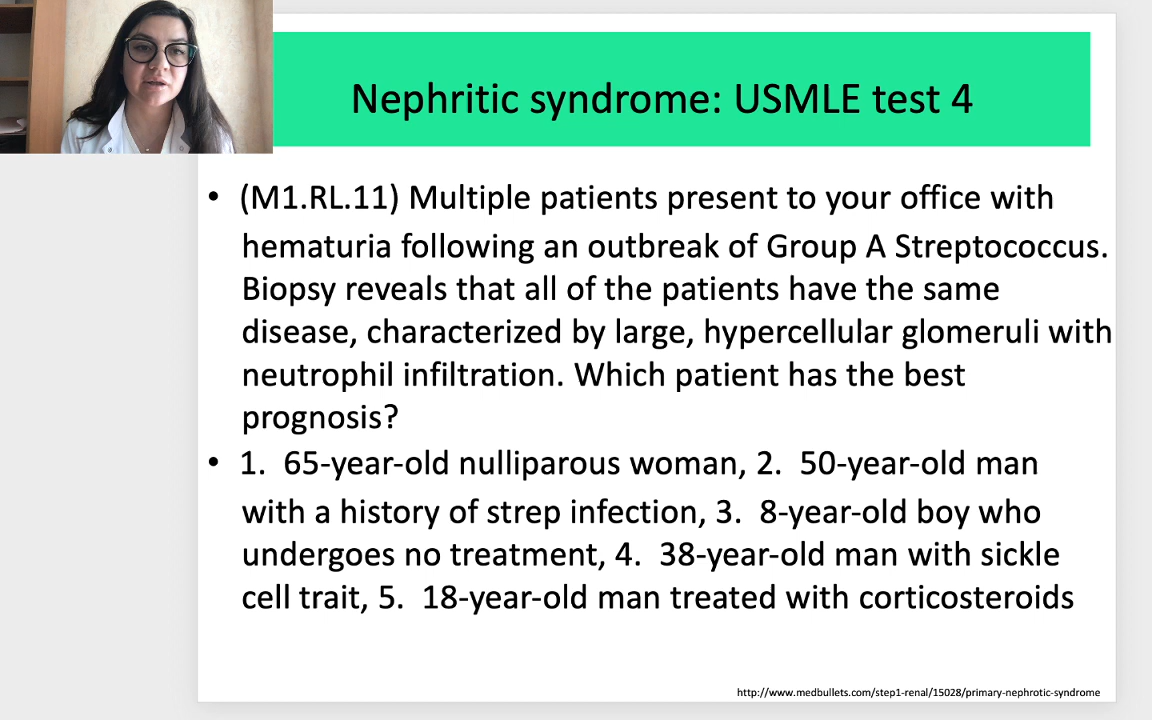 Nephritic syndrome: USMLE test 4
• (M1.RL.11) Multiple patients present to your office with
hematuria following an outbreak of Group A Streptococcus.
Biopsy reveals that all of the patients have the same
disease, characterized by large, hypercellular glomeruli with
neutrophil infiltration. Which patient has the best
prognosis?
• 1. 65-year-old nulliparous woman, 2. 50-year-old man
with a history of strep infection, 3. 8-year-old boy who
undergoes no treatment, 4. 38-year-old man with sickle
cell trait, 5. 18-year-old man treated with corticosteroids
http://www.medbullets.com/step1-renal/15028/primary-nephrotic-syndrome